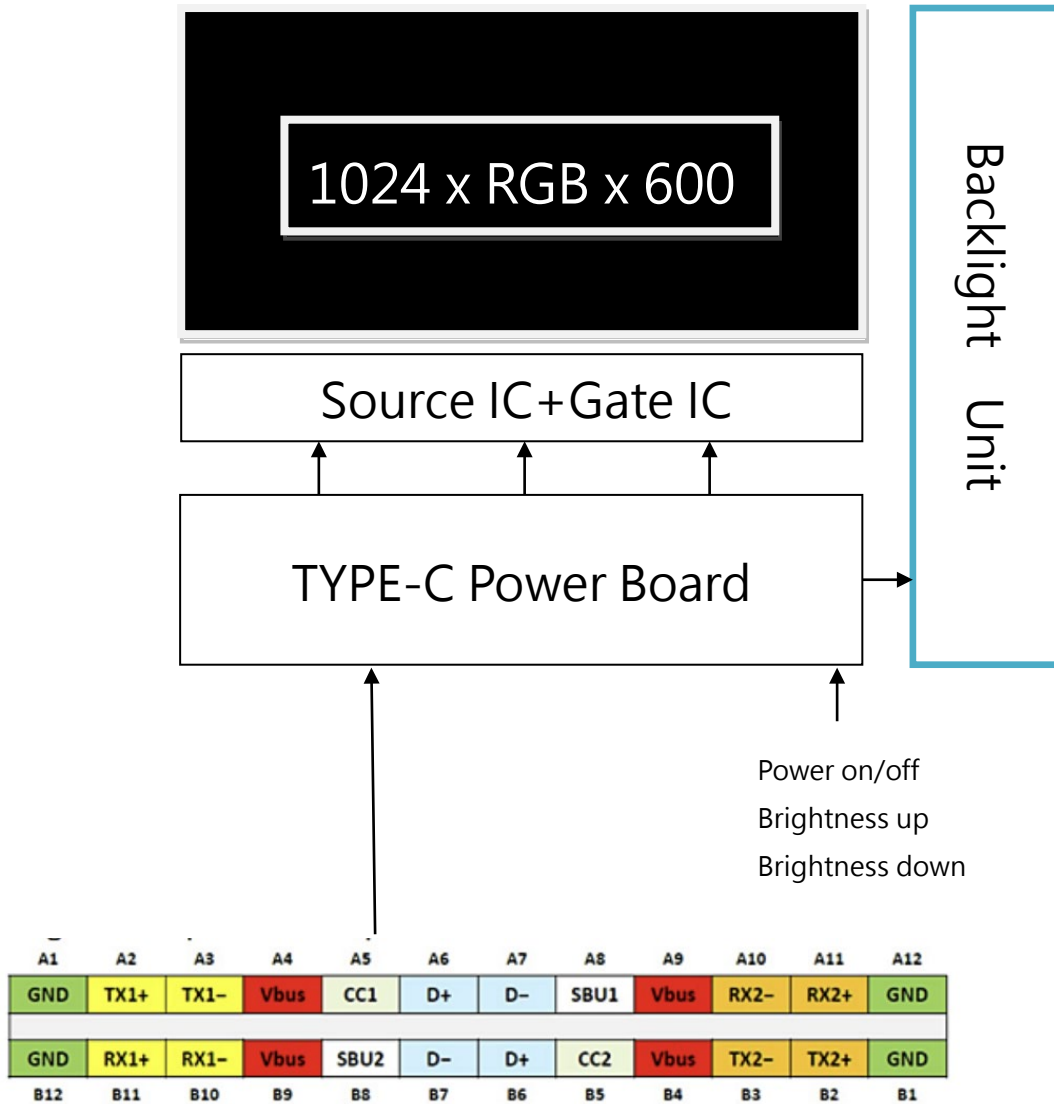 1024 x RGB x 600
Backlight Unit
Source IC+Gate IC
TYPE-C Power Board
Power on/off
Brightness up
Brightness down
A1 A2 A3 A4 A5 A6 A7 A8 A9 A10 A11 A12
GND TX1+ TX1− Vbus CC1 D+ D− SBU1 Vbus RX2− RX2+ GND
GND RX1+ RX1− Vbus SBU2 D− D+ CC2 Vbus TX2− TX2+ GND
B12 B11 B10 B9 B8 B7 B6 B5 B4 B3 B2 B1